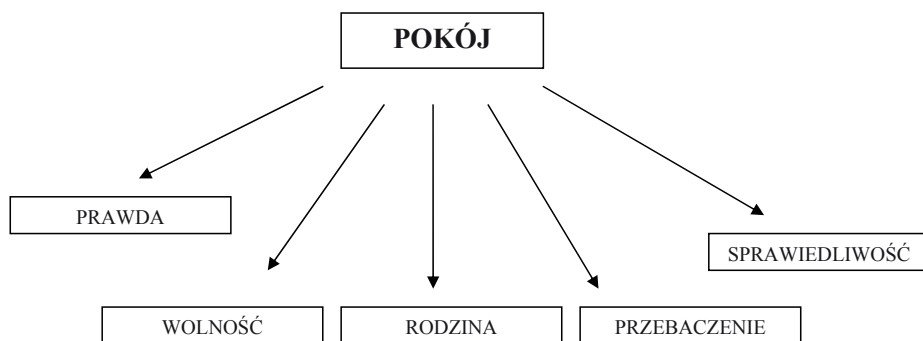 POKÓJ
PRAWDA
SPRAWIEDLIWOŚĆ
WOLNOŚĆ
RODZINA
PRZEBACZENIE